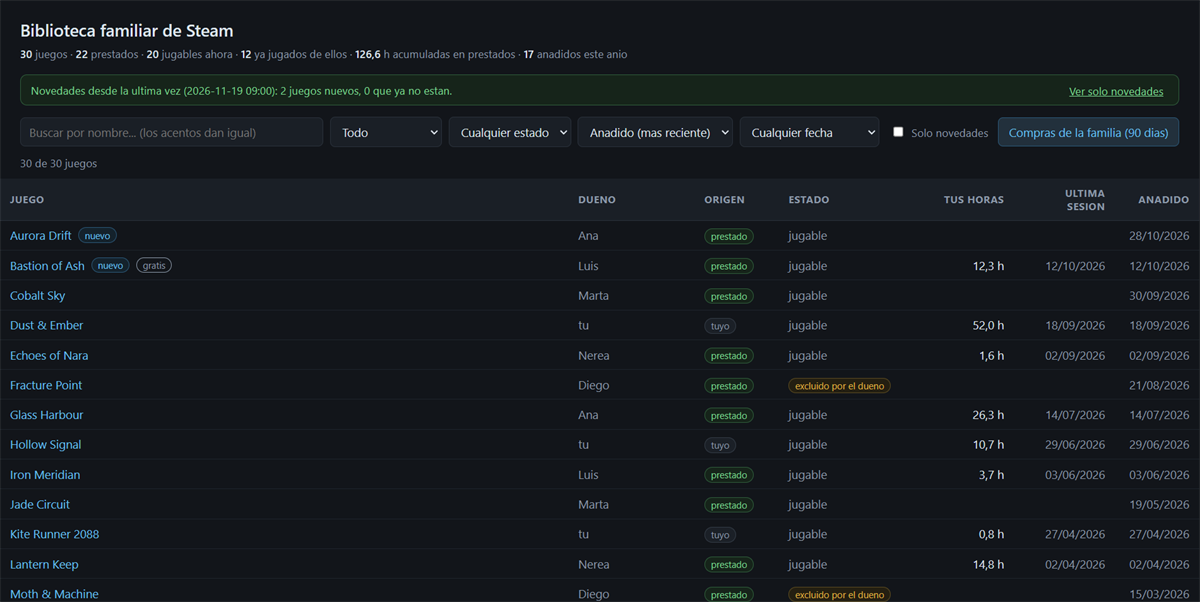 Biblioteca familiar de Steam
30 juegos · 22 prestados · 20 jugables ahora · 12 ya jugados de ellos · 126,6 h acumuladas en prestados · 17 anadidos este anio
Novedades desde la ultima vez (2026-11-19 09:00): 2 juegos nuevos, 0 que ya no estan. Ver solo novedades
Buscar por nombre... (los acentos dan igual) Todo Cualquier estado Anadido (mas reciente) Cualquier fecha Solo novedades Compras de la familia (90 dias)
30 de 30 juegos
JUEGO DUENO ORIGEN ESTADO TUS HORAS ULTIMA SESION ANADIDO
Aurora Drift nuevo Ana prestado jugable 28/10/2026
Bastion of Ash nuevo gratis Luis prestado jugable 12,3 h 12/10/2026 12/10/2026
Cobalt Sky Marta prestado jugable 30/09/2026
Dust & Ember tu tuyo jugable 52,0 h 18/09/2026 18/09/2026
Echoes of Nara Nerea prestado jugable 1,6 h 02/09/2026 02/09/2026
Fracture Point Diego prestado excluido por el dueno 21/08/2026
Glass Harbour Ana prestado jugable 26,3 h 14/07/2026 14/07/2026
Hollow Signal tu tuyo jugable 10,7 h 29/06/2026 29/06/2026
Iron Meridian Luis prestado jugable 3,7 h 03/06/2026 03/06/2026
Jade Circuit Marta prestado jugable 19/05/2026
Kite Runner 2088 tu tuyo jugable 0,8 h 27/04/2026 27/04/2026
Lantern Keep Nerea prestado jugable 14,8 h 02/04/2026 02/04/2026
Moth & Machine Diego prestado excluido por el dueno 15/03/2026